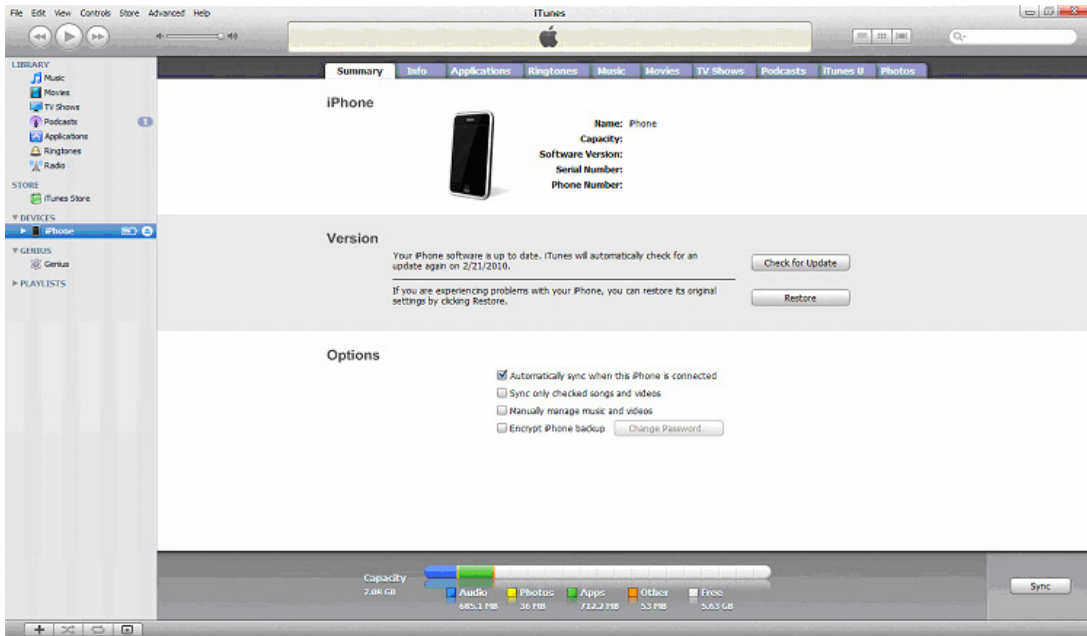 File Edit View Controls Store Advanced Help
iTunes
LIBRARY
Music
Movies
TV Shows
Podcasts 1
Applications
Ringtones
Radio
STORE
iTunes Store
DEVICES
iPhone
GENIUS
Genius
PLAYLISTS
Summary Info Applications Ringtones Music Movies TV Shows Podcasts iTunes U Photos
iPhone
Name: iPhone
Capacity:
Software Version:
Serial Number:
Phone Number:
Version
Your iPhone software is up to date. iTunes will automatically check for an
update again on 2/21/2010.
Check for Update
If you are experiencing problems with your iPhone, you can restore its original
settings by clicking Restore.
Restore
Options
Automatically sync when this iPhone is connected
Sync only checked songs and videos
Manually manage music and videos
Encrypt iPhone backup Change Password...
Capacity
7.08 GB
Audio
685.1 MB
Photos
36 MB
Apps
712.2 MB
Other
53 MB
Free
5.63 GB
Sync